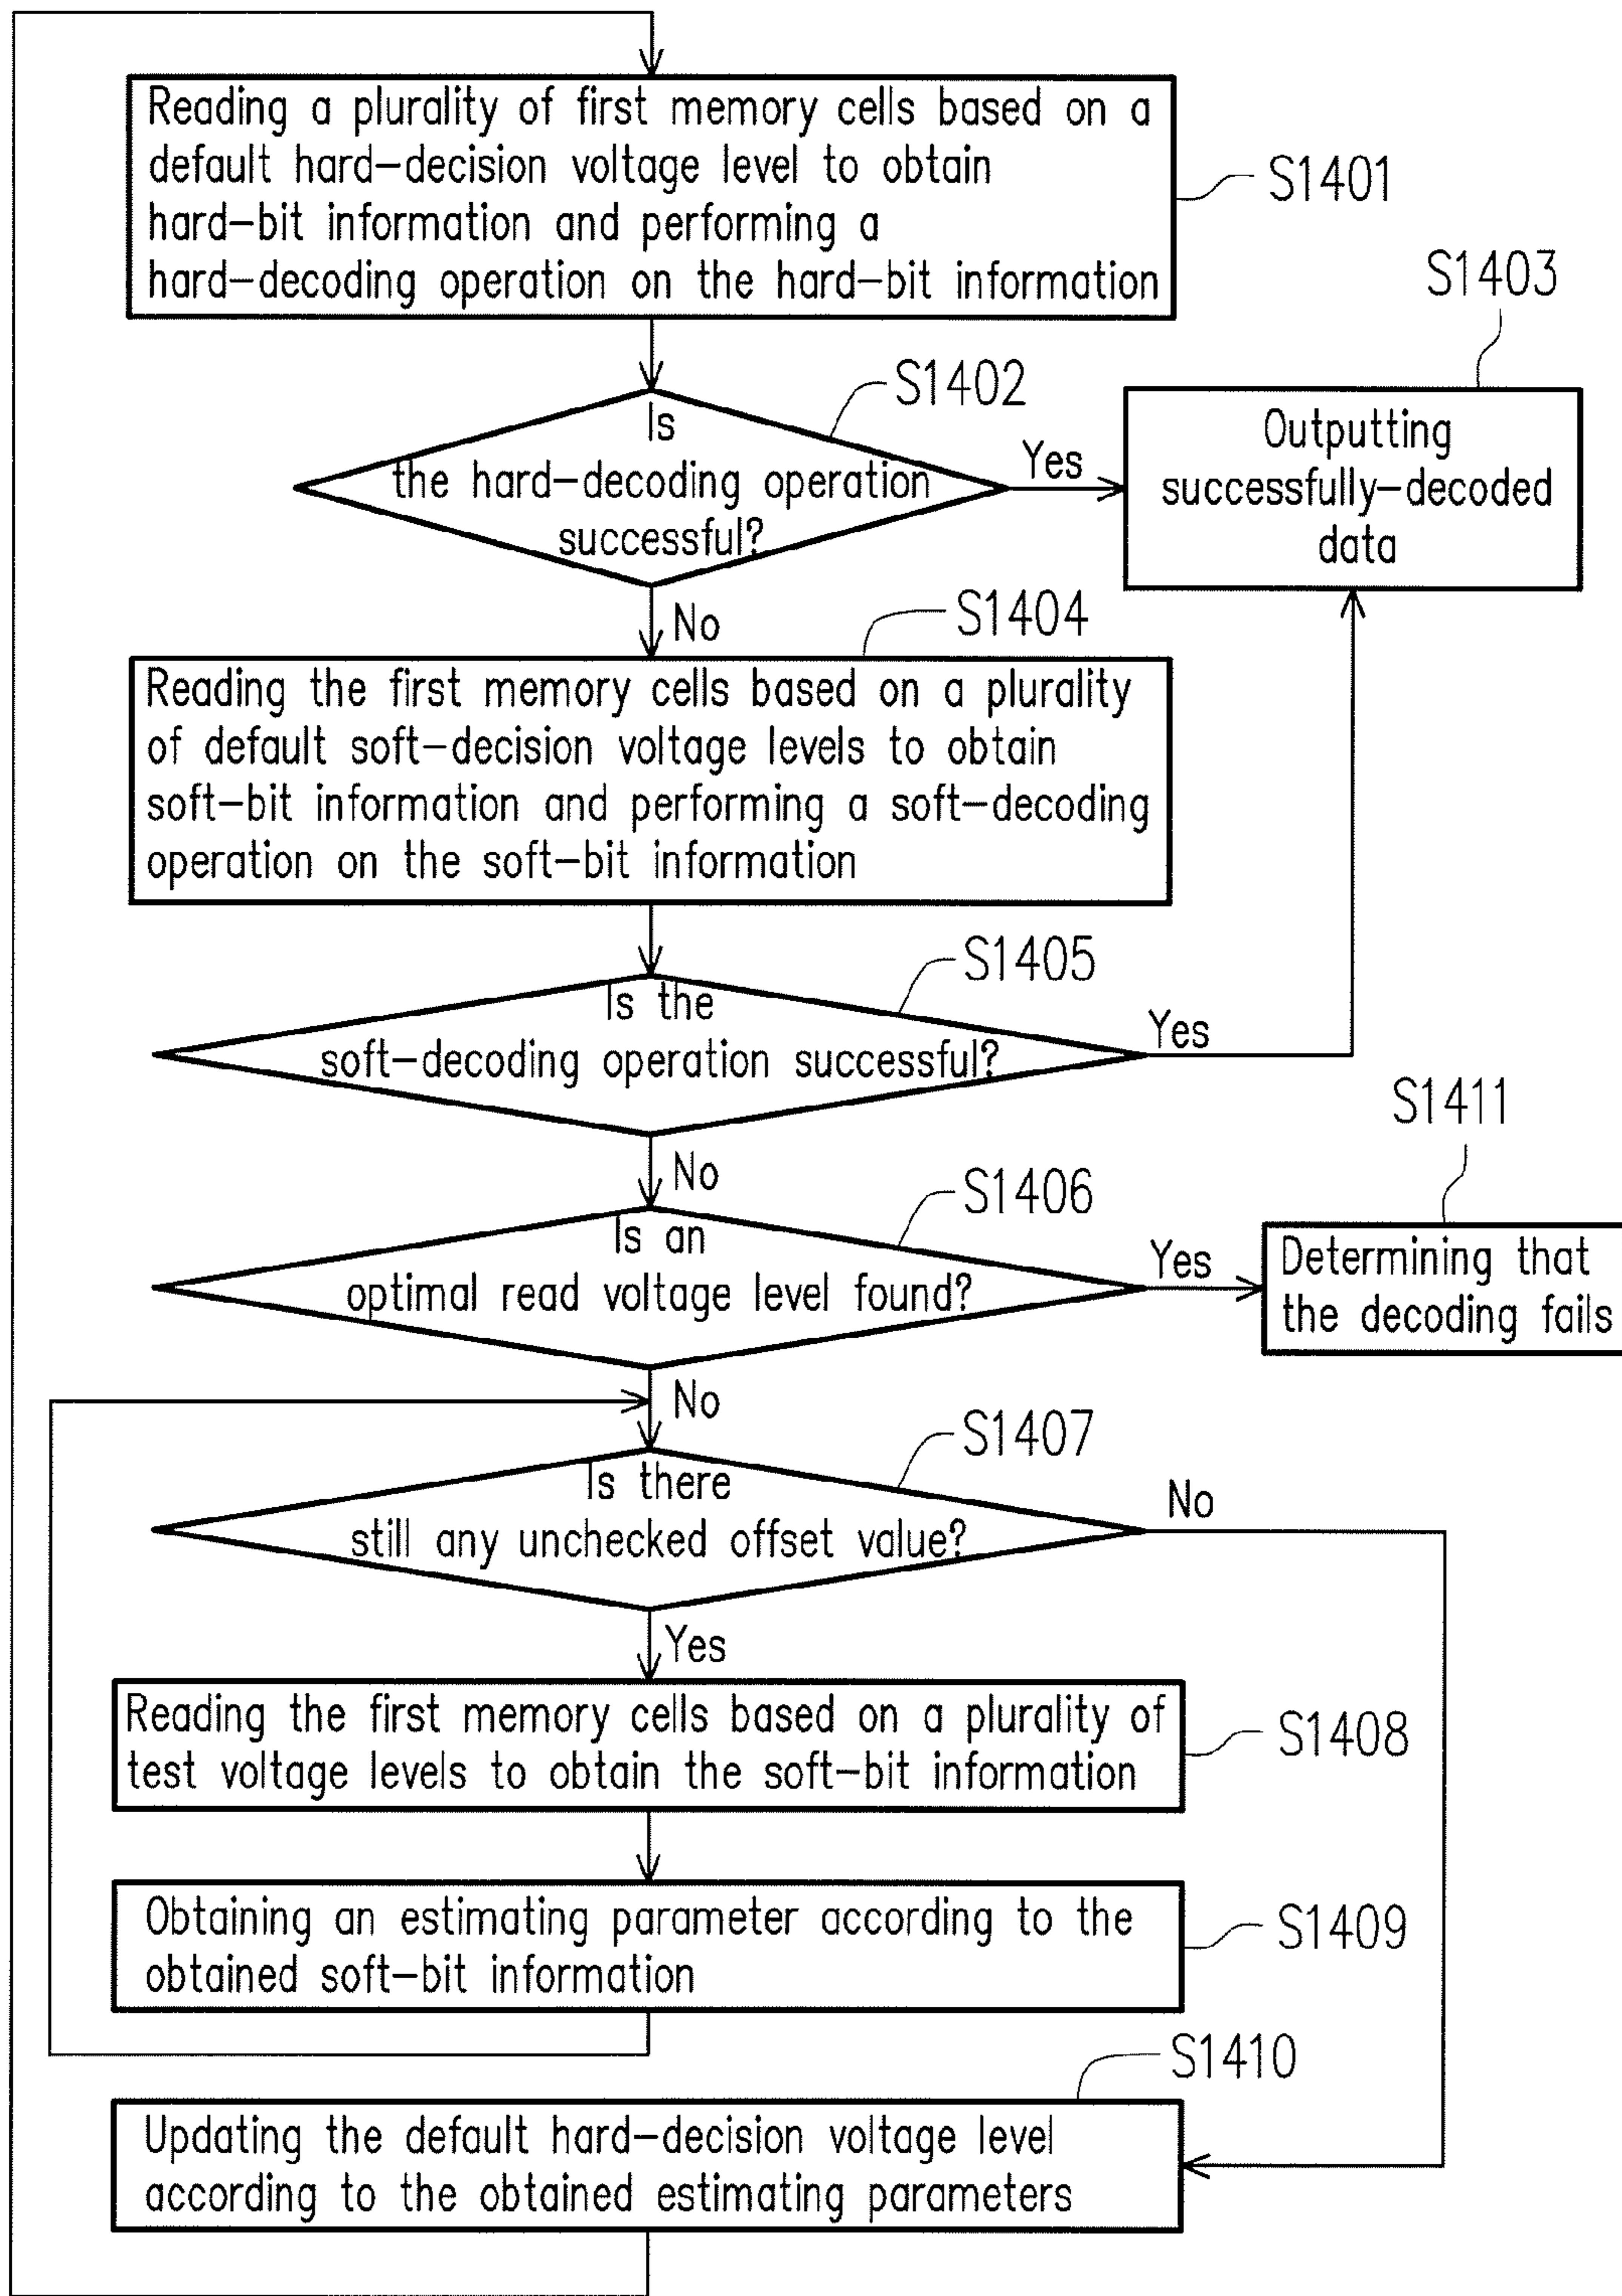 Reading a plurality of first memory cells based on a
default hard-decision voltage level to obtain
hard-bit information and performing a
hard-decoding operation on the hard-bit information
S1401
S1403
S1402
Is
the hard-decoding operation
successful?
Yes
Outputting
successfully-decoded
data
No
S1404
Reading the first memory cells based on a plurality
of default soft-decision voltage levels to obtain
soft-bit information and performing a soft-decoding
operation on the soft-bit information
S1405
Is the
soft-decoding operation successful?
Yes
S1411
No
S1406
Is an
optimal read voltage level found?
Yes
Determining that
the decoding fails
No
S1407
Is there
still any unchecked offset value?
No
Yes
Reading the first memory cells based on a plurality of
test voltage levels to obtain the soft-bit information
S1408
Obtaining an estimating parameter according to the
obtained soft-bit information
S1409
S1410
Updating the default hard-decision voltage level
according to the obtained estimating parameters